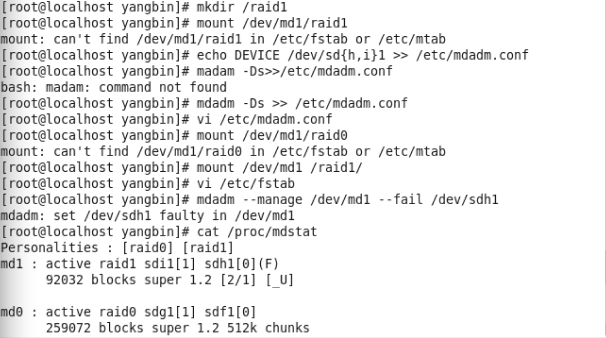 [root@localhost yangbin]# mkdir /raid1
[root@localhost yangbin]# mount /dev/md1/raid1
mount: can't find /dev/md1/raid1 in /etc/fstab or /etc/mtab
[root@localhost yangbin]# echo DEVICE /dev/sd{h,i}1 >> /etc/mdadm.conf
[root@localhost yangbin]# madam -Ds>>/etc/mdadm.conf
bash: madam: command not found
[root@localhost yangbin]# mdadm -Ds >> /etc/mdadm.conf
[root@localhost yangbin]# vi /etc/mdadm.conf
[root@localhost yangbin]# mount /dev/md1/raid0
mount: can't find /dev/md1/raid0 in /etc/fstab or /etc/mtab
[root@localhost yangbin]# mount /dev/md1 /raid1/
[root@localhost yangbin]# vi /etc/fstab
[root@localhost yangbin]# mdadm --manage /dev/md1 --fail /dev/sdh1
mdadm: set /dev/sdh1 faulty in /dev/md1
[root@localhost yangbin]# cat /proc/mdstat
Personalities : [raid0] [raid1]
md1 : active raid1 sdi1[1] sdh1[0](F)
92032 blocks super 1.2 [2/1] [_U]
md0 : active raid0 sdg1[1] sdf1[0]
259072 blocks super 1.2 512k chunks